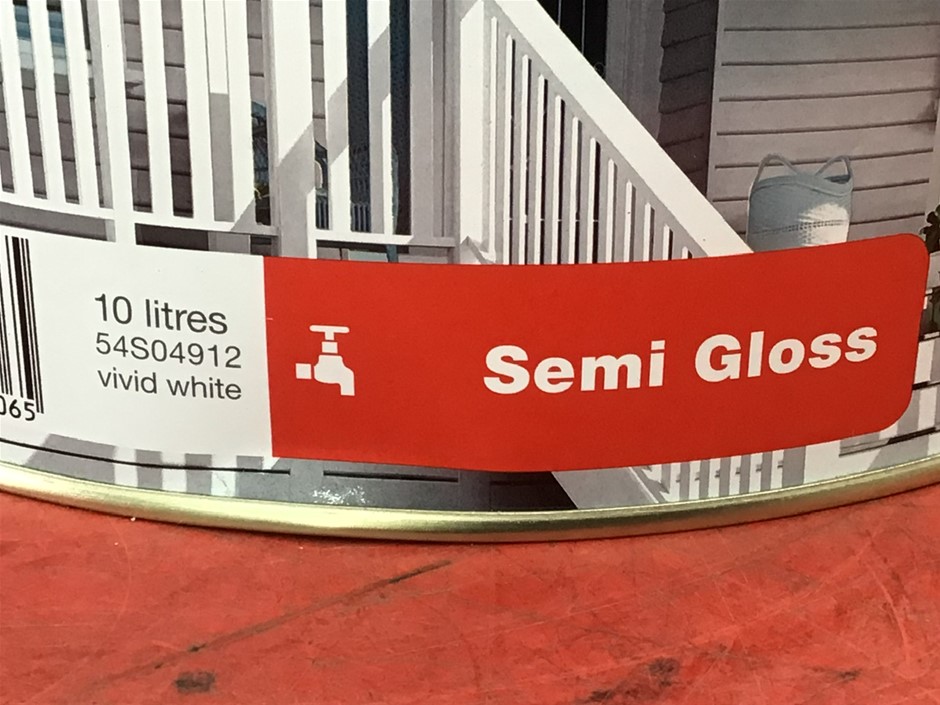 10 litres
54S04912
vivid white
065
Semi Gloss